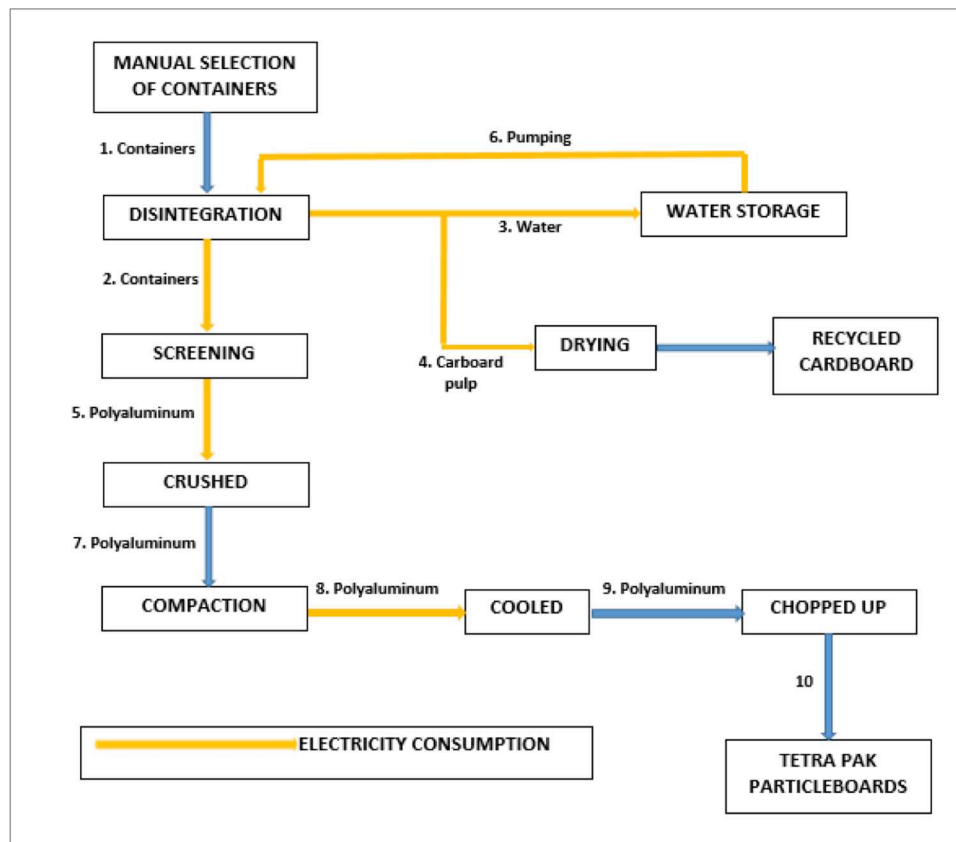 MANUAL SELECTION
OF CONTAINERS
1. Containers
6. Pumping
DISINTEGRATION
WATER STORAGE
3. Water
2. Containers
SCREENING
4. Carboard
pulp
DRYING
RECYCLED
CARDBOARD
5. Polyaluminum
CRUSHED
7. Polyaluminum
COMPACTION
8. Polyaluminum
COOLED
9. Polyaluminum
CHOPPED UP
10
ELECTRICITY CONSUMPTION
TETRA PAK
PARTICLEBOARDS